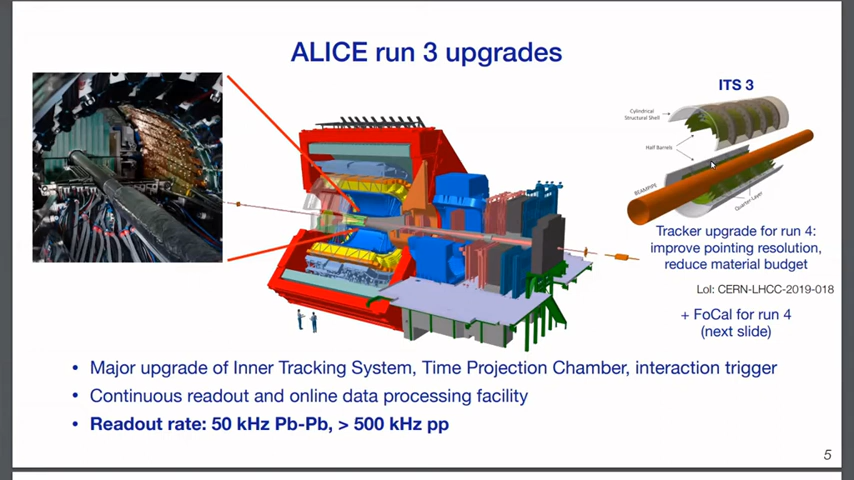 ALICE run 3 upgrades
ITS 3
Cylindrical
Structural Shell
Half Barrels
BEAMPIPE
Quarter-Layer
Tracker upgrade for run 4:
improve pointing resolution,
reduce material budget
LoI: CERN-LHCC-2019-018
+ FoCal for run 4
(next slide)
• Major upgrade of Inner Tracking System, Time Projection Chamber, interaction trigger
• Continuous readout and online data processing facility
• Readout rate: 50 kHz Pb-Pb, > 500 kHz pp
5